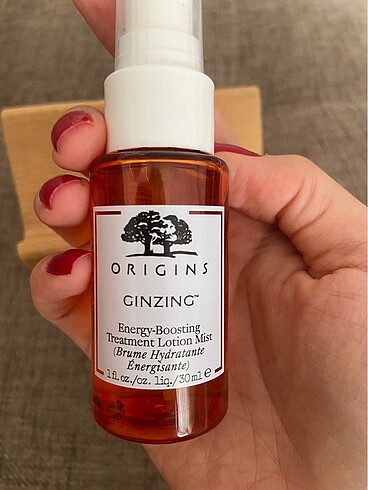 ORIGINS
GINZING™
Energy-Boosting
Treatment Lotion Mist
(Brume Hydratante
Énergisante)
1 fl. oz./oz. liq./30 ml e